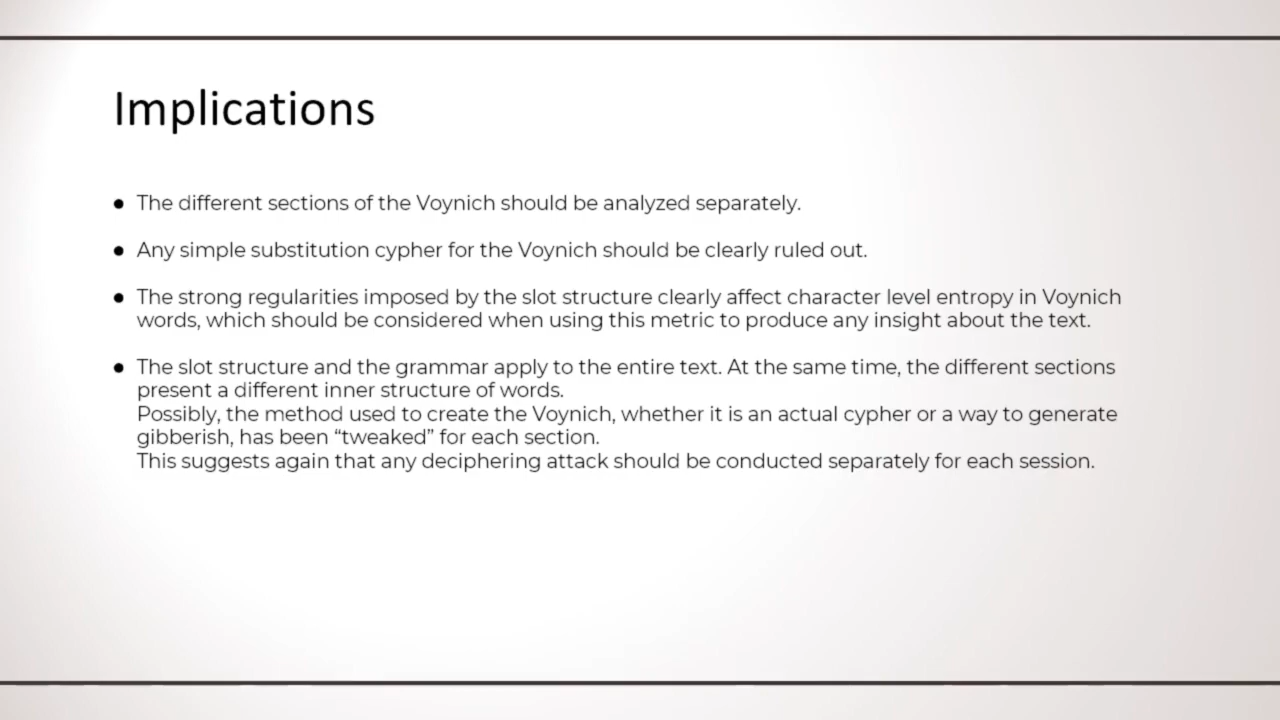 Implications
● The different sections of the Voynich should be analyzed separately.
● Any simple substitution cypher for the Voynich should be clearly ruled out.
● The strong regularities imposed by the slot structure clearly affect character level entropy in Voynich
words, which should be considered when using this metric to produce any insight about the text.
● The slot structure and the grammar apply to the entire text. At the same time, the different sections
present a different inner structure of words.
Possibly, the method used to create the Voynich, whether it is an actual cypher or a way to generate
gibberish, has been “tweaked” for each section.
This suggests again that any deciphering attack should be conducted separately for each session.